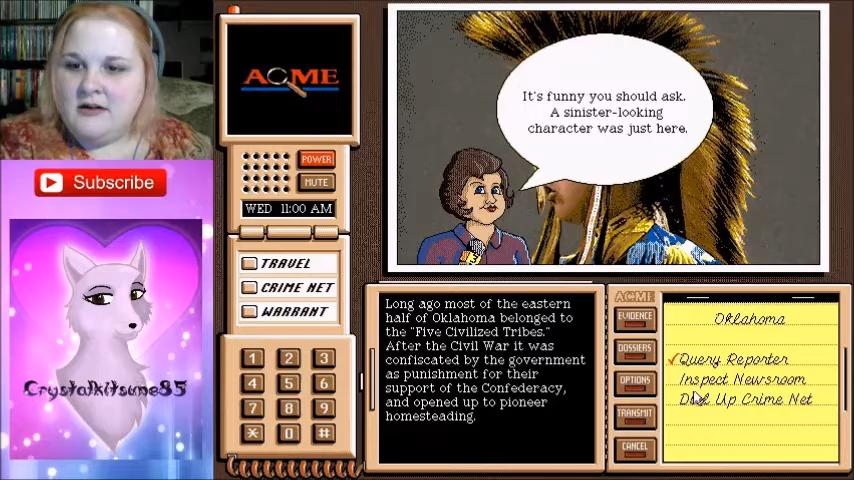 ACME
POWER
MUTE
WED 11:00 AM
TRAVEL
CRIME NET
WARRANT
1 2 3
4 5 6
7 8 9
* 0 #
Subscribe
Crystalkitsune85
It's funny you should ask.
A sinister-looking
character was just here.
Long ago most of the eastern
half of Oklahoma belonged to
the "Five Civilized Tribes."
After the Civil War it was
confiscated by the government
as punishment for their
support of the Confederacy,
and opened up to pioneer
homesteading.
ACME
EVIDENCE
DOSSIERS
OPTIONS
TRANSMIT
CANCEL
Oklahoma
Query Reporter
Inspect Newsroom
Dial Up Crime Net